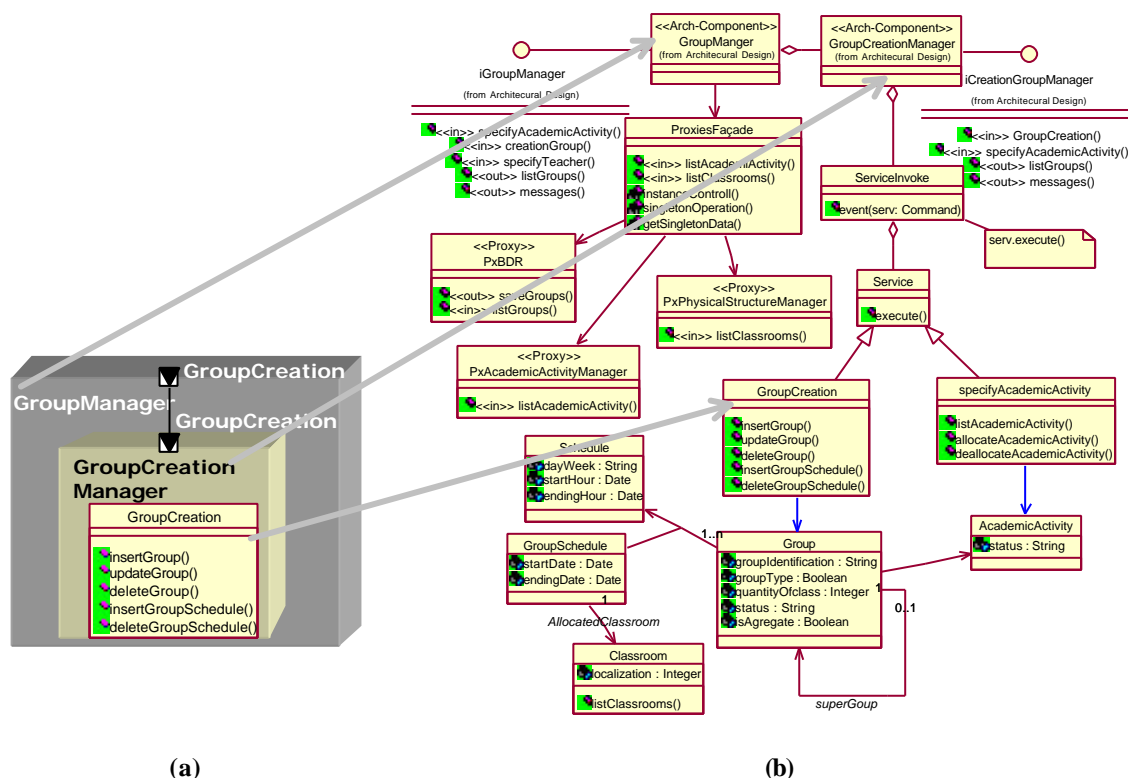 <<Arch-Component>>
GroupManger
(from Architecural Design)
<<Arch-Component>>
GroupCreationManager
(from Architecural Design)
iGroupManager
(from Architecural Design)
<<in>> specifyAcademicActivity()
<<in>> creationGroup()
<<in>> specifyTeacher()
<<out>> listGroups()
<<out>> messages()
iCreationGroupManager
(from Architecural Design)
<<in>> GroupCreation()
<<in>> specifyAcademicActivity()
<<out>> listGroups()
<<out>> messages()
ProxiesFaçade
<<in>> listAcademiActivity()
<<in>> listClassrooms()
instanceControll()
singletonOperation()
getSingletonData()
ServiceInvoke
event(serv: Command)
serv.execute()
<<Proxy>>
PxBDR
<<out>> saveGroups()
<<in>> listGroups()
<<Proxy>>
PxPhysicalStructureManager
<<in>> listClassrooms()
Service
execute()
<<Proxy>>
PxAcademicActivityManager
<<in>> listAcademicActivity()
GroupCreation
insertGroup()
updateGroup()
deleteGroup()
insertGroupSchedule()
deleteGroupSchedule()
specifyAcademicActivity
listAcademicActivity()
allocateAcademicActivity()
deallocateAcademicActivity()
GroupCreation
GroupManager
GroupCreation
GroupCreation
Manager
GroupCreation
insertGroup()
updateGroup()
deleteGroup()
insertGroupSchedule()
deleteGroupSchedule()
Schedule
dayWeek : String
startHour : Date
endingHour : Date
1..n
GroupSchedule
startDate : Date
endingDate : Date
1
AllocatedClassroom
Classroom
localization : Integer
listClassrooms()
Group
groupIdentification : String
groupType : Boolean
quantityOfclass : Integer
status : String
isAgregate : Boolean
1
0..1
superGoup
AcademicActivity
status : String
(a)
(b)